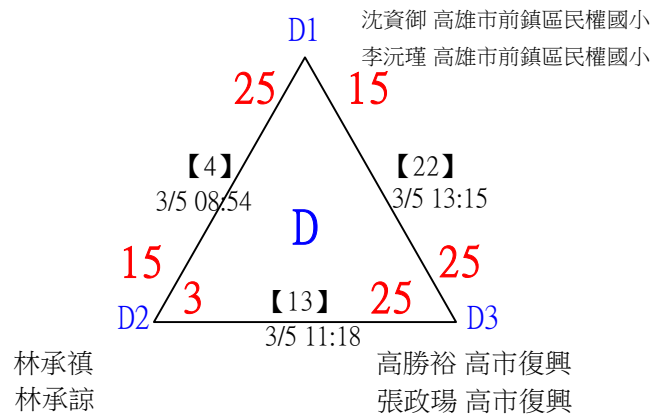 D1
沈資御 高雄市前鎮區民權國小
李沅瑾 高雄市前鎮區民權國小
25
15
【4】
3/5 08:54
【22】
3/5 13:15
D
15
25
3
【13】
25
D2
3/5 11:18
D3
林承禛
林承諒
高勝裕 高市復興
張政瑒 高市復興